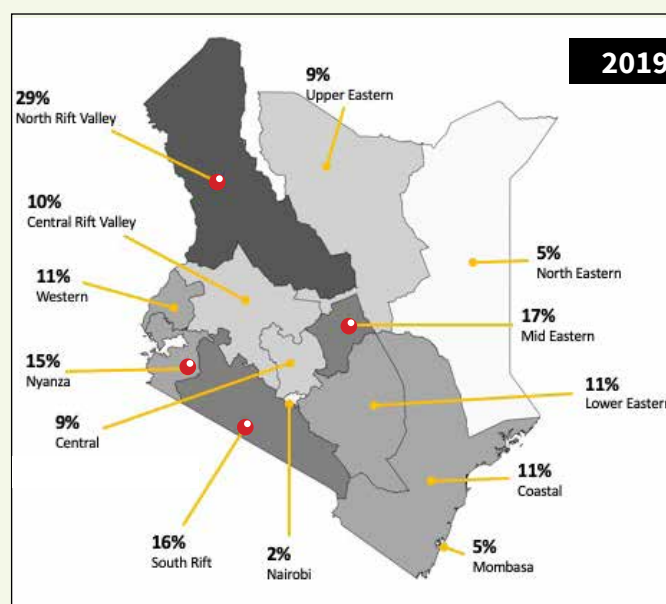 2019
9%
Upper Eastern
29%
North Rift Valley
10%
Central Rift Valley
5%
North Eastern
11%
Western
17%
Mid Eastern
15%
Nyanza
11%
Lower Eastern
9%
Central
11%
Coastal
16%
South Rift
2%
Nairobi
5%
Mombasa